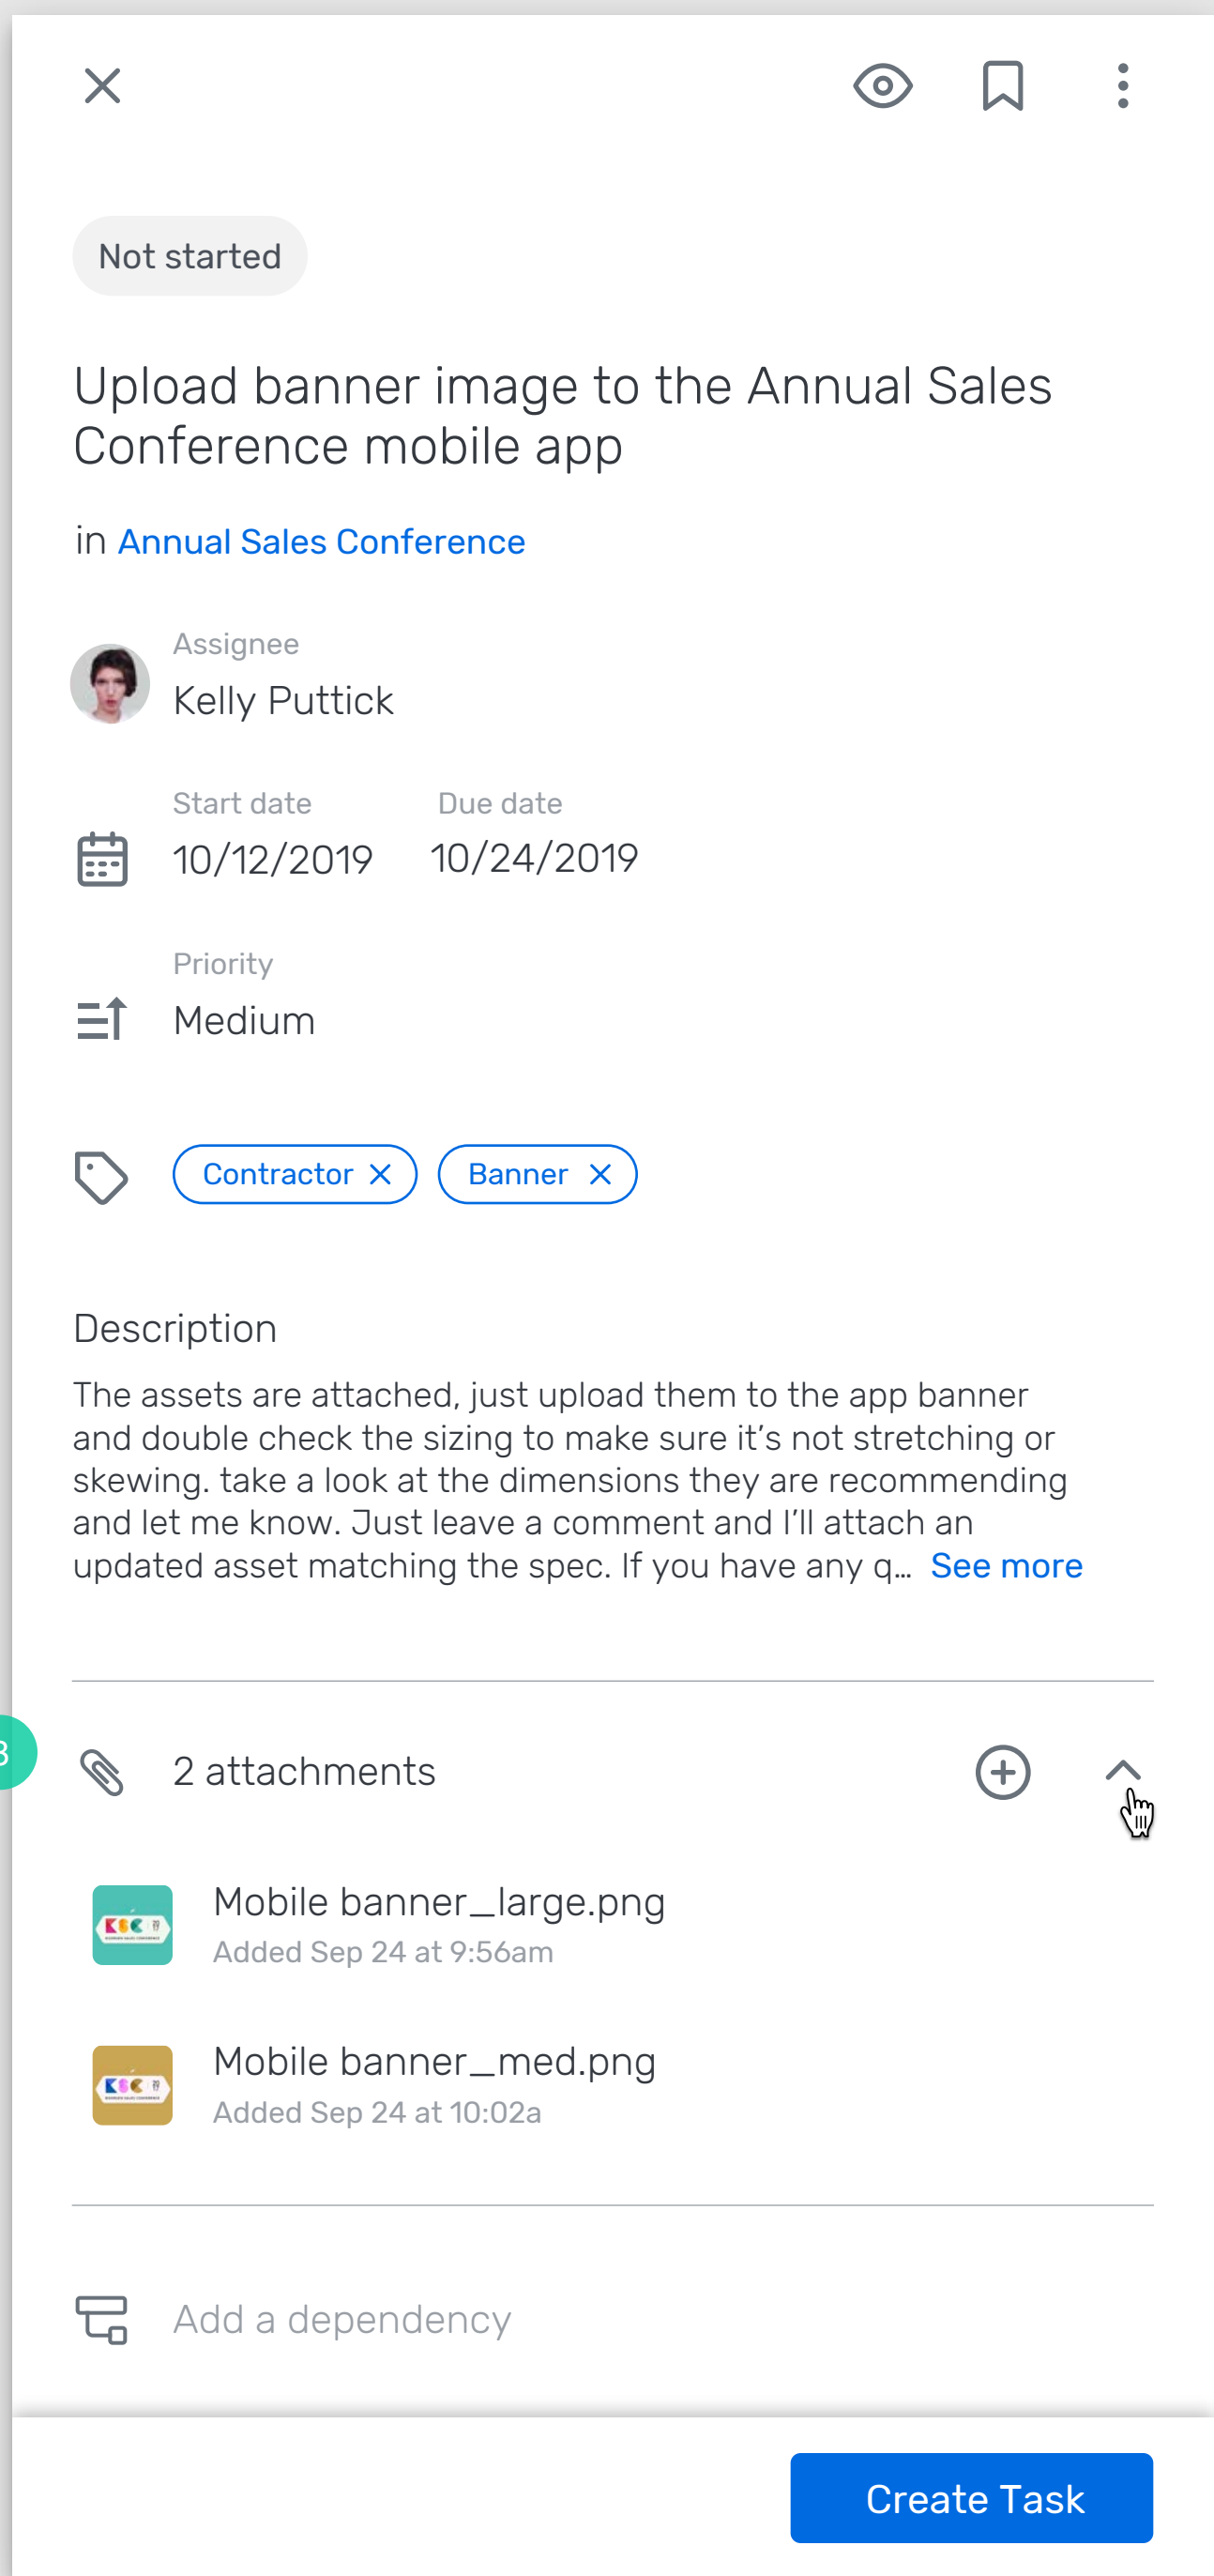 Not started
Upload banner image to the Annual Sales
Conference mobile app
in Annual Sales Conference
Assignee
Kelly Puttick
Start date
Due date
10/12/2019
10/24/2019
Priority
Medium
Contractor
Banner
Description
The assets are attached, just upload them to the app banner
and double check the sizing to make sure it’s not stretching or
skewing. take a look at the dimensions they are recommending
and let me know. Just leave a comment and I’ll attach an
updated asset matching the spec. If you have any q... See more
2 attachments
Mobile banner_large.png
Added Sep 24 at 9:56am
Mobile banner_med.png
Added Sep 24 at 10:02a
Add a dependency
Create Task